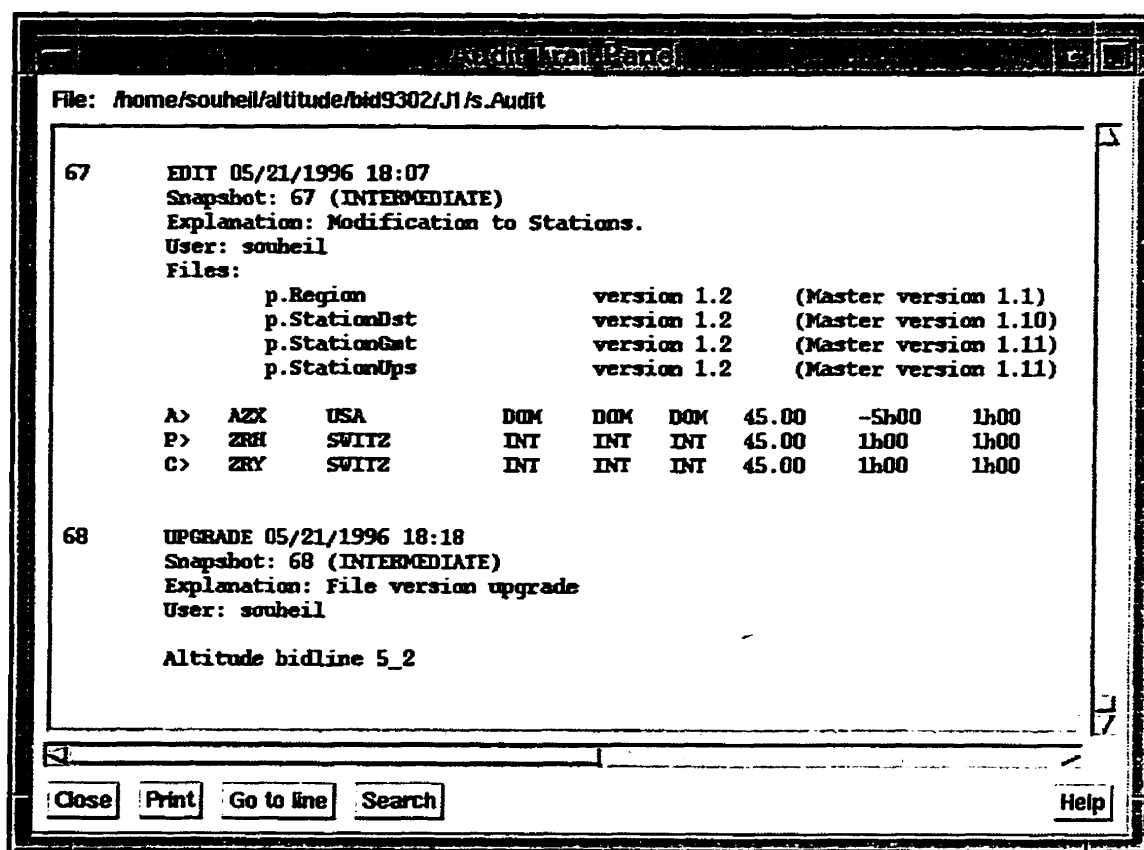 Audit Trail Panel
File: /home/souheil/altitude/bid9302/J1/s.Audit
67 EDIT 05/21/1996 18:07
Snapshot: 67 (INTERMEDIATE)
Explanation: Modification to Stations.
User: souheil
Files:
p.Region version 1.2 (Master version 1.1)
p.StationDst version 1.2 (Master version 1.10)
p.StationGmt version 1.2 (Master version 1.11)
p.StationUps version 1.2 (Master version 1.11)
A> AZX USA DOM DOM DOM 45.00 -5h00 1h00
P> ZRH SWITZ INT INT INT 45.00 1h00 1h00
C> ZRY SWITZ INT INT INT 45.00 1h00 1h00
68 UPGRADE 05/21/1996 18:18
Snapshot: 68 (INTERMEDIATE)
Explanation: File version upgrade
User: souheil
Altitude bidline 5_2
Close Print Go to line Search Help